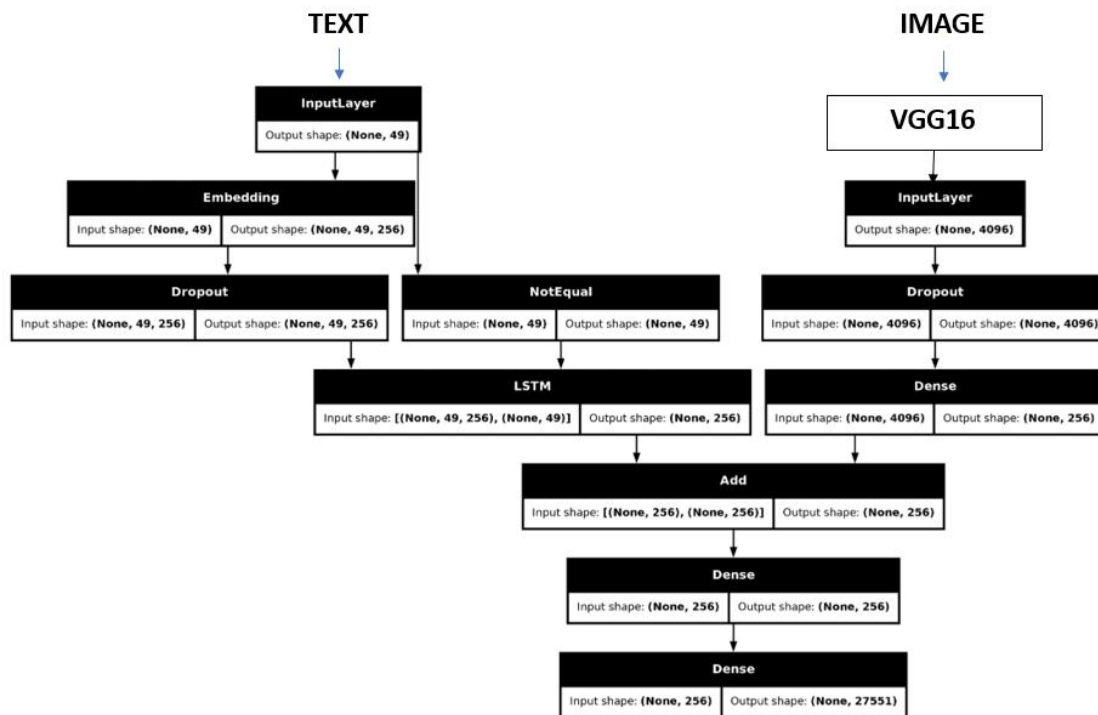 TEXT
IMAGE
InputLayer
Output shape: (None, 49)
VGG16
Embedding
Input shape: (None, 49) Output shape: (None, 49, 256)
InputLayer
Output shape: (None, 4096)
Dropout
Input shape: (None, 49, 256) Output shape: (None, 49, 256)
NotEqual
Input shape: (None, 49) Output shape: (None, 49)
Dropout
Input shape: (None, 4096) Output shape: (None, 4096)
LSTM
Input shape: [(None, 49, 256), (None, 49)] Output shape: (None, 256)
Dense
Input shape: (None, 4096) Output shape: (None, 256)
Add
Input shape: [(None, 256), (None, 256)] Output shape: (None, 256)
Dense
Input shape: (None, 256) Output shape: (None, 256)
Dense
Input shape: (None, 256) Output shape: (None, 27551)